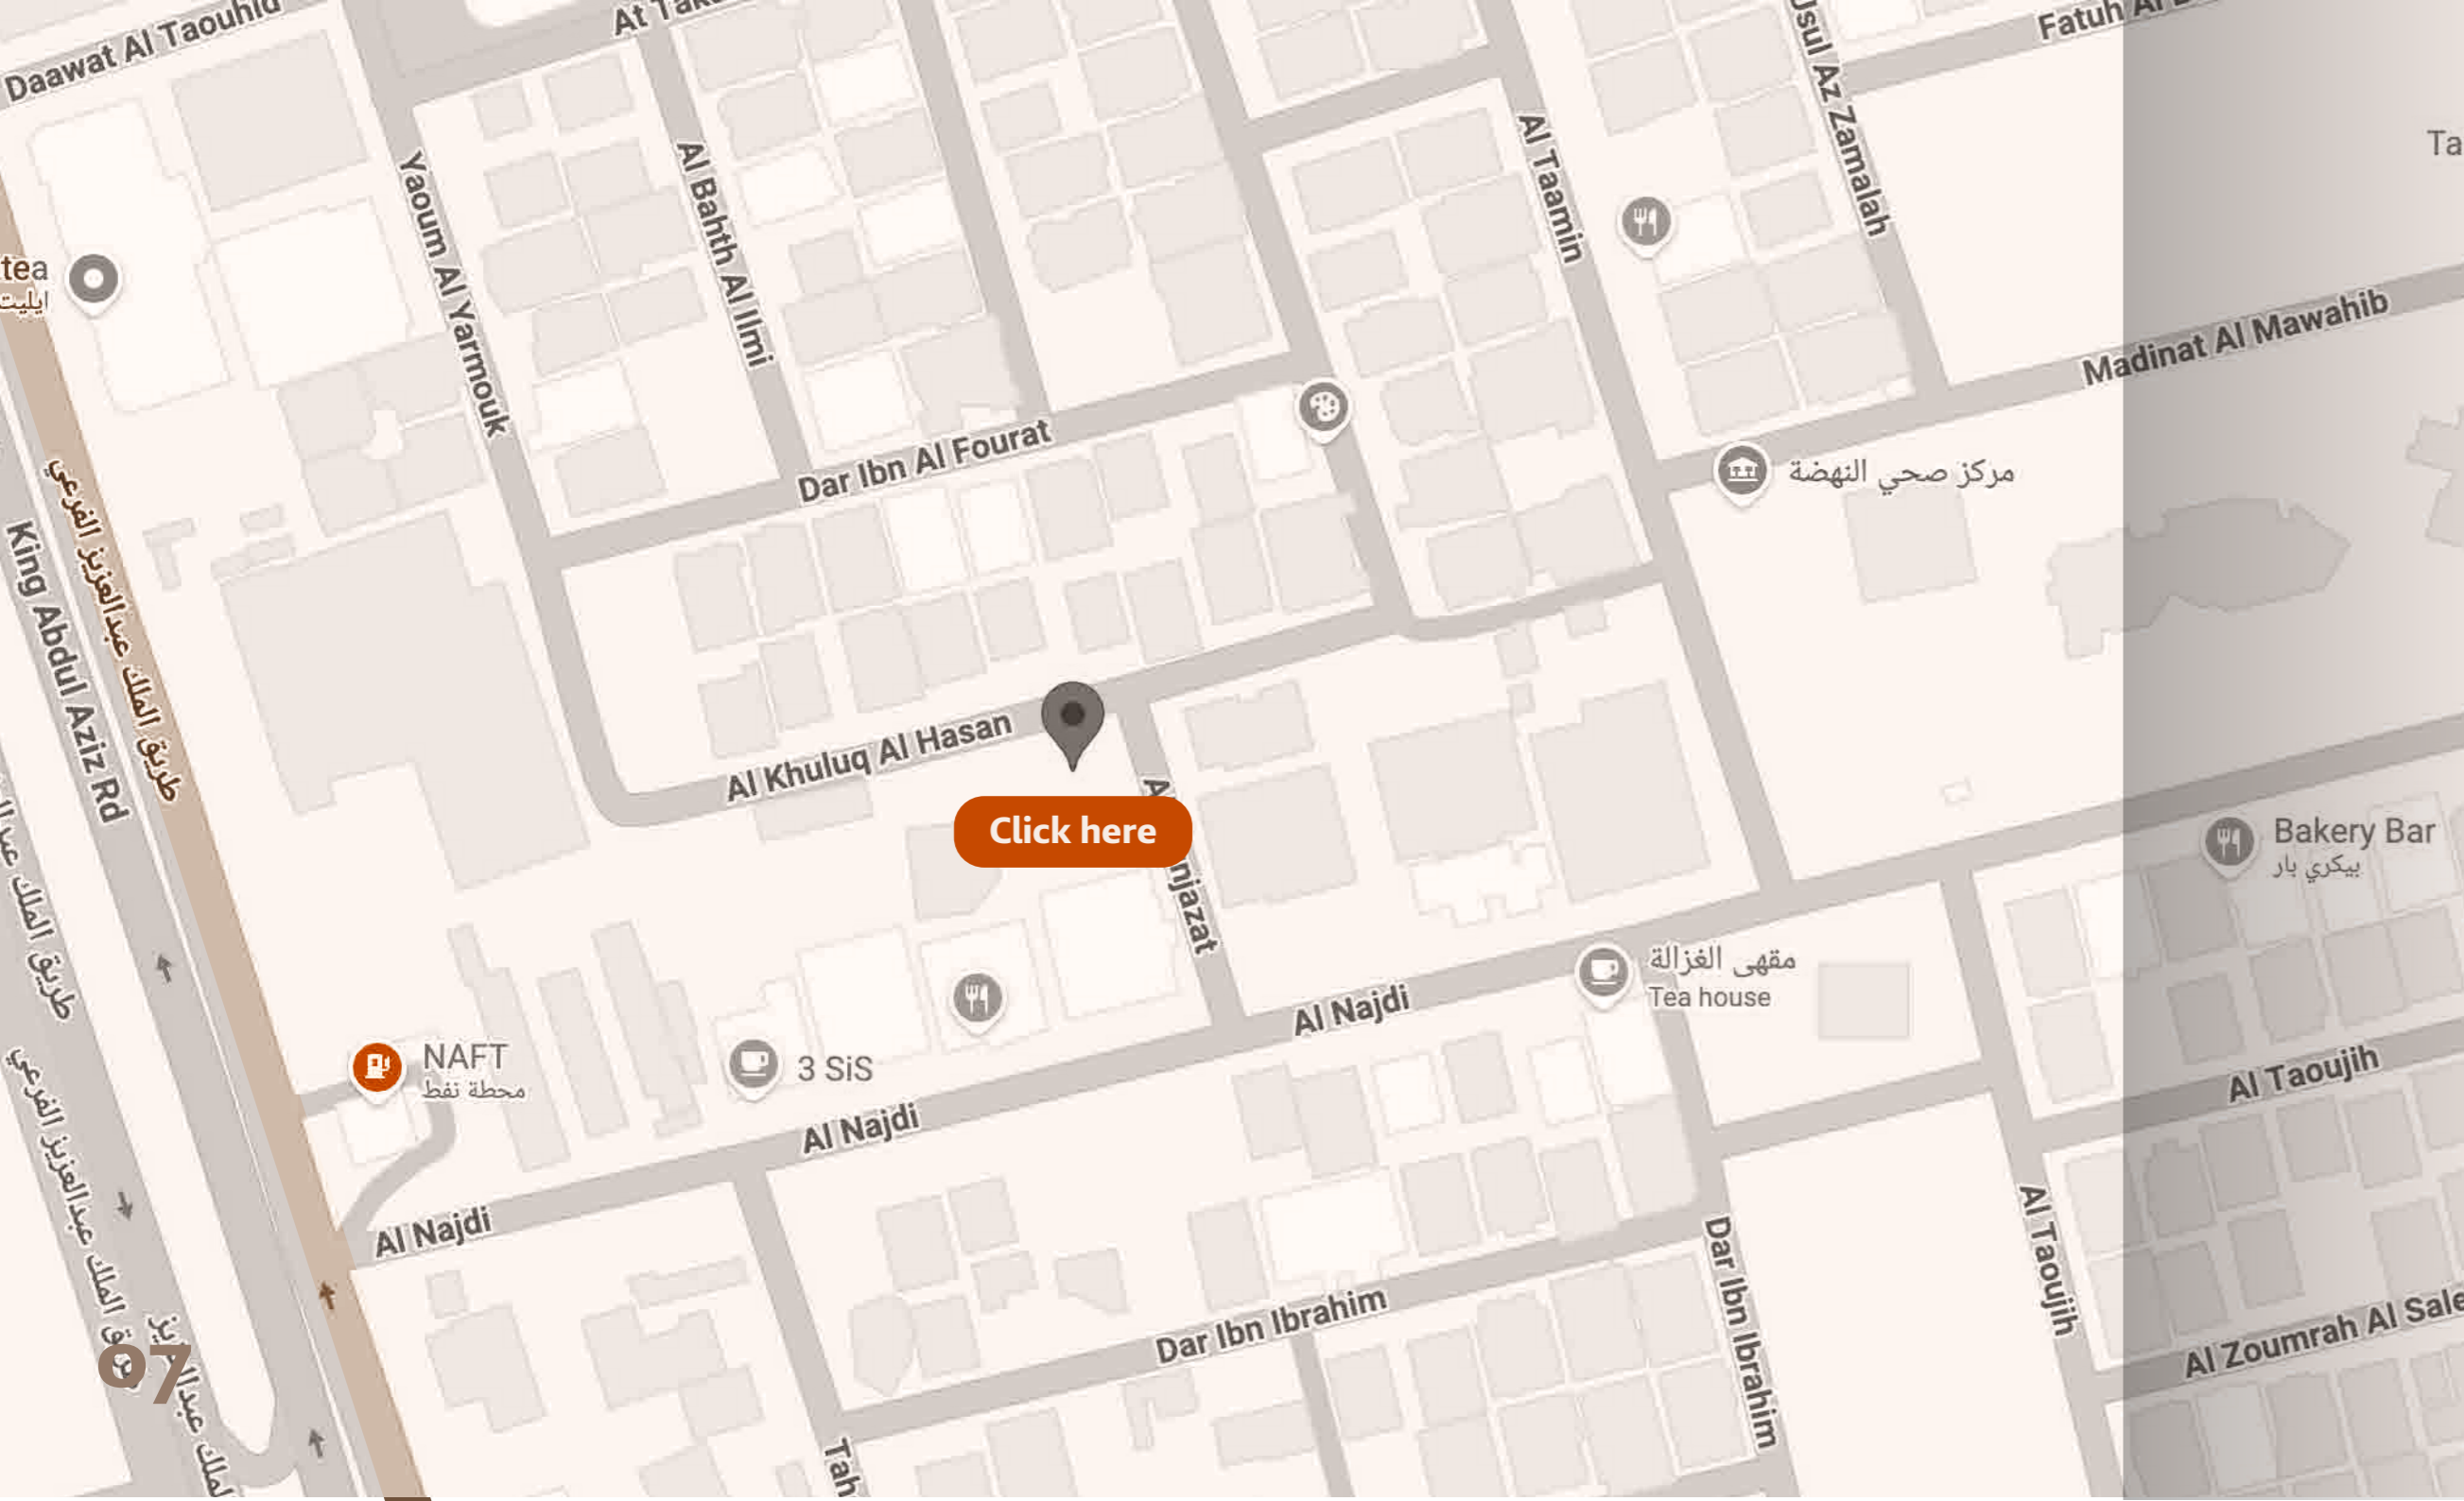 Daawat Al Taouhid
At
Fatuh Al
Usul Az Zamalah
Ta
Al Taamin
Yaoum Al Yarmouk
Al Bahth Al Ilmi
tea
ايليت
Madinat Al Mawahib
Dar Ibn Al Fourat
مركز صحي النهضة
طريق الملك عبدالعزيز الفرعي
King Abdul Aziz Rd
Al Khuluq Al Hasan
Click here
njazat
Bakery Bar
بيكري بار
طريق الملك
مقهى الغزالة
Tea house
Al Najdi
NAFT
محطة نفط
3 SiS
Al Najdi
Al Taoujih
Al Najdi
طريق الملك عبدالعزيز الفرعي
Al Taoujih
Dar Ibn Ibrahim
Dar Ibn Ibrahim
Al Zoumrah Al Sale
07
الملك عبدالعزيز
Tah